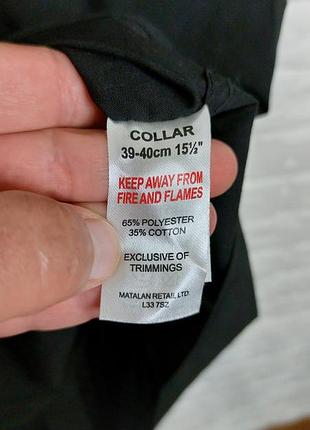 COLLAR
39-40cm 15½"
KEEP AWAY FROM
FIRE AND FLAMES
65% POLYESTER
35% COTTON
EXCLUSIVE OF
TRIMMINGS
MATALAN RETAIL LTD.
L33 7SZ